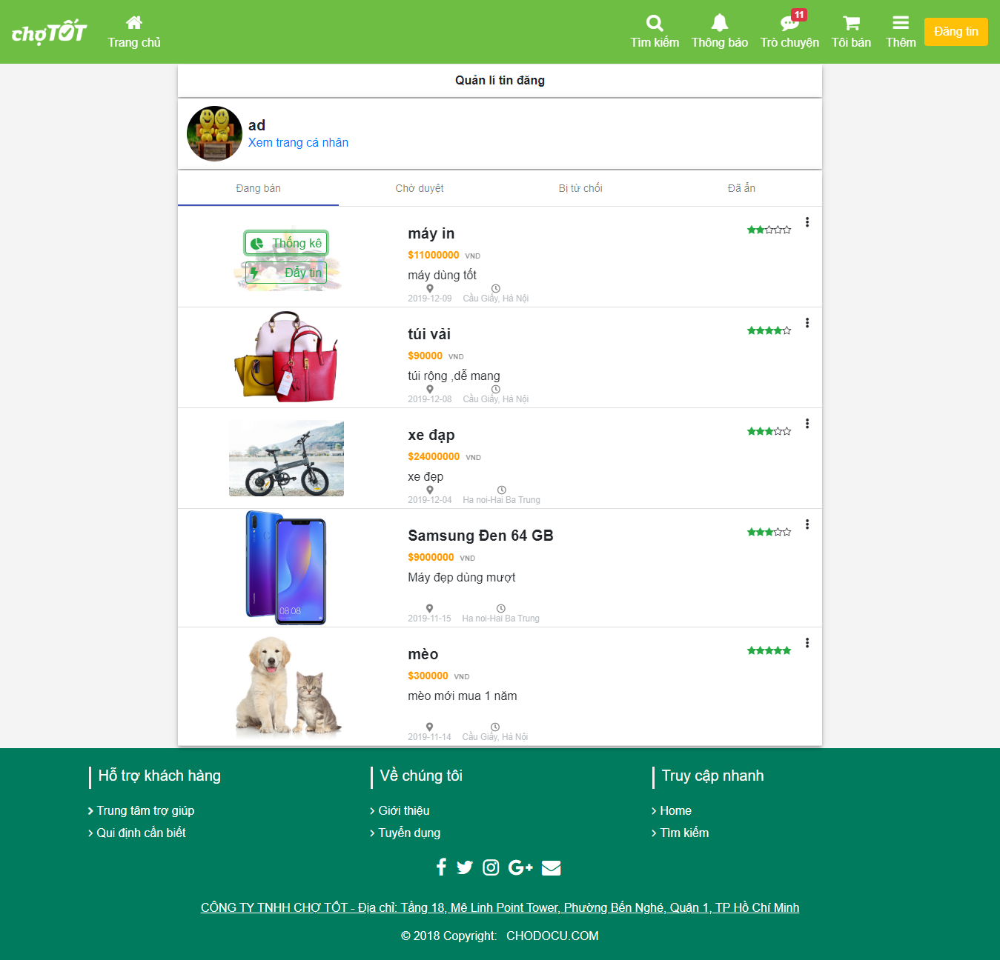 chợTỐT
Trang chủ
Tìm kiếm
Thông báo
11
Trò chuyện
Tôi bán
Thêm
Đăng tin
Quản lí tin đăng
ad
Xem trang cá nhân
Đang bán
Chờ duyệt
Bị từ chối
Đã ẩn
Thống kê
Đẩy tin
máy in
$11000000 VND
máy dùng tốt
2019-12-09 Cầu Giấy, Hà Nội
túi vải
$90000 VND
túi rộng ,dễ mang
2019-12-08 Cầu Giấy, Hà Nội
xe đạp
$24000000 VND
xe đẹp
2019-12-04 Ha noi-Hai Ba Trung
08:08
Samsung Đen 64 GB
$9000000 VND
Máy đẹp dùng mượt
2019-11-15 Ha noi-Hai Ba Trung
mèo
$300000 VND
mèo mới mua 1 năm
2019-11-14 Cầu Giấy, Hà Nội
Hỗ trợ khách hàng
Trung tâm trợ giúp
Qui định cần biết
Về chúng tôi
Giới thiệu
Tuyển dụng
Truy cập nhanh
Home
Tìm kiếm
CÔNG TY TNHH CHỢ TỐT - Địa chỉ: Tầng 18, Mê Linh Point Tower, Phường Bến Nghé, Quận 1, TP Hồ Chí Minh
© 2018 Copyright: CHODOCU.COM